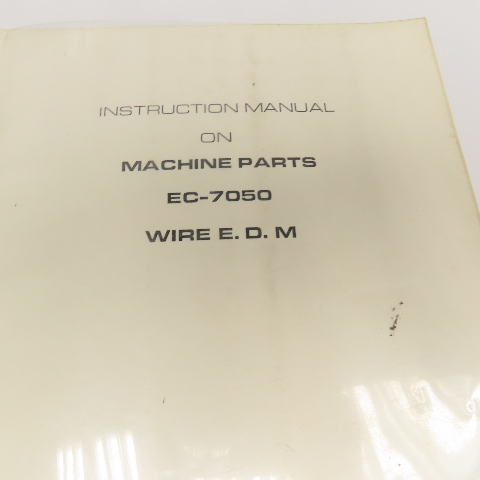 INSTRUCTION MANUAL
ON
MACHINE PARTS
EC-7050
WIRE E. D. M